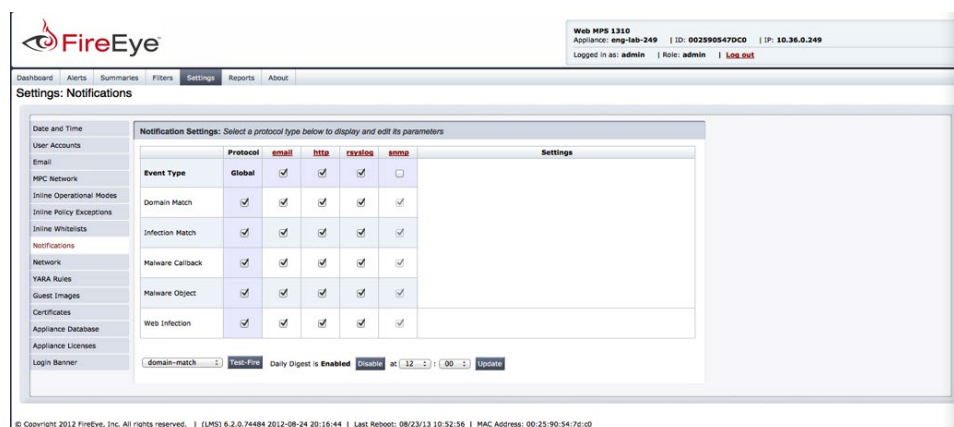 FireEye
Web MPS 1310
Appliance: eng-lab-249 | ID: 002590547DC0 | IP: 10.36.0.249
Logged in as: admin | Role: admin | Log out
Dashboard Alerts Summaries Filters Settings Reports About
Settings: Notifications
Date and Time
User Accounts
Email
MPC Network
Inline Operational Modes
Inline Policy Exceptions
Inline Whitelists
Notifications
Network
YARA Rules
Guest Images
Certificates
Appliance Database
Appliance Licenses
Login Banner
Notification Settings: Select a protocol type below to display and edit its parameters
Protocol email http rsyslog snmp Settings
Event Type Global
Domain Match
Infection Match
Malware Callback
Malware Object
Web Infection
domain-match Test-Fire Daily Digest is Enabled Disable at 12 : 00 Update
© Copyright 2012 FireEye, Inc. All rights reserved. | (LMS) 6.2.0.74484 2012-08-24 20:16:44 | Last Reboot: 08/23/13 10:52:56 | MAC Address: 00:25:90:54:7d:c0